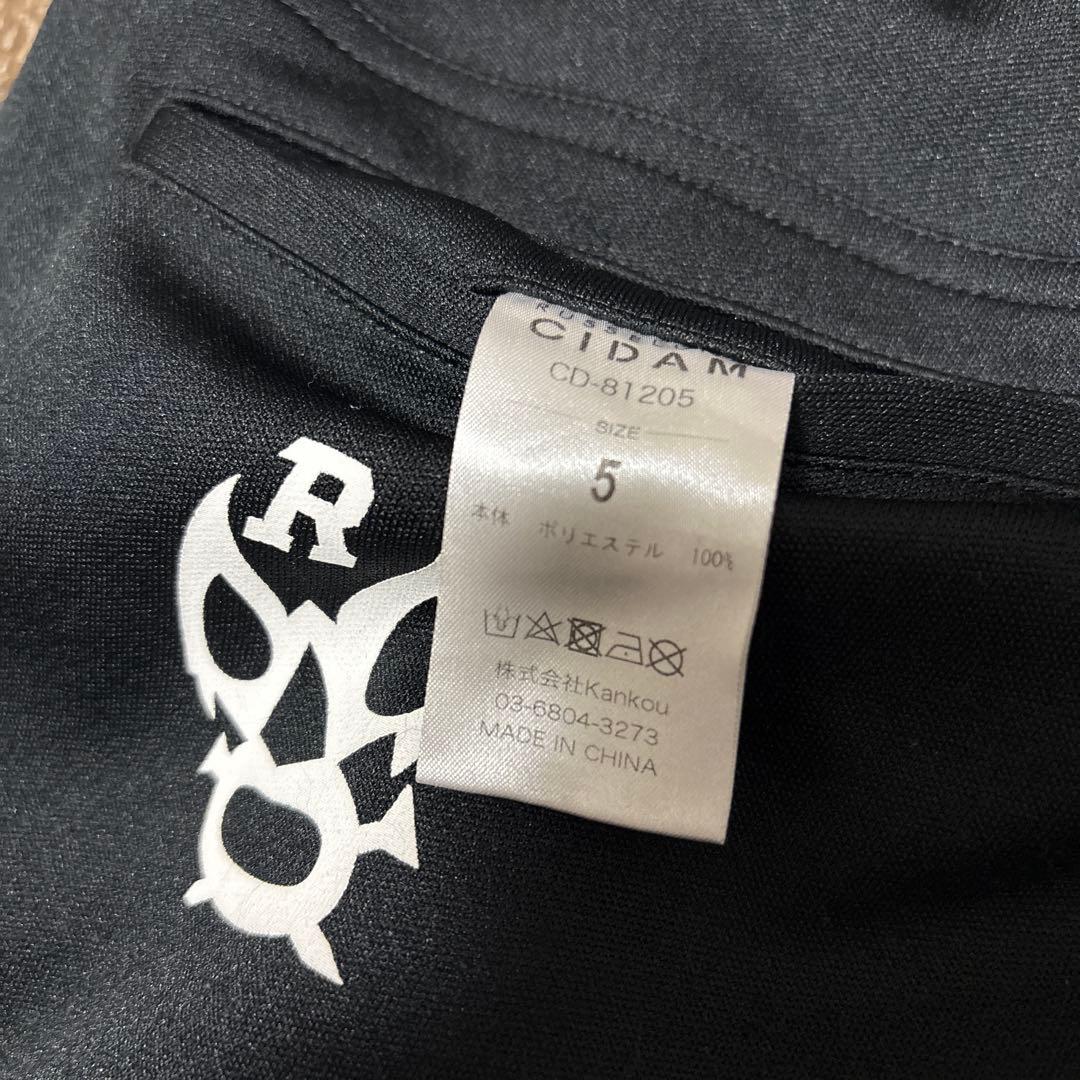 RUSSELUNO
CIDAM
CD-81205
SIZE
5
本体 ポリエステル 100%
株式会社Kankou
03-6804-3273
MADE IN CHINA
R